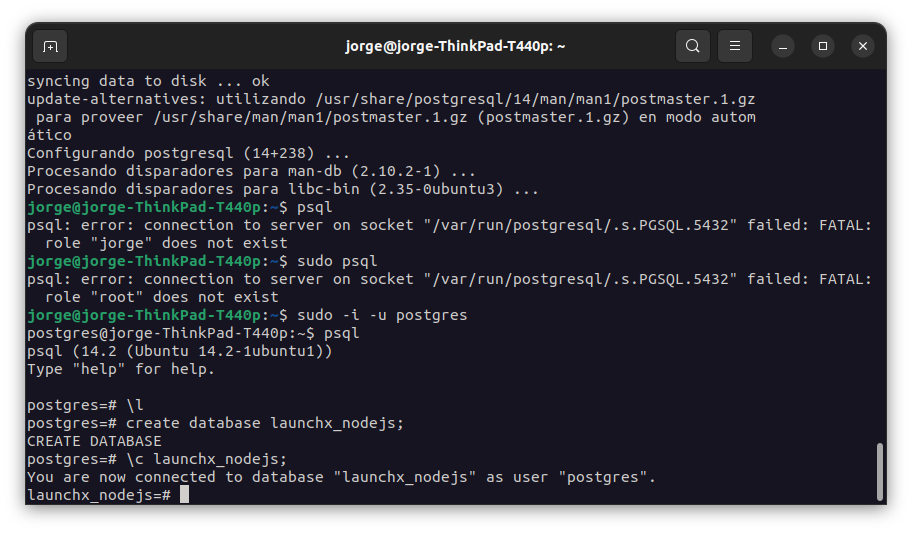 jorge@jorge-ThinkPad-T440p: ~
syncing data to disk ... ok
update-alternatives: utilizando /usr/share/postgresql/14/man/man1/postmaster.1.gz
 para proveer /usr/share/man/man1/postmaster.1.gz (postmaster.1.gz) en modo autom
ático
Configurando postgresql (14+238) ...
Procesando disparadores para man-db (2.10.2-1) ...
Procesando disparadores para libc-bin (2.35-0ubuntu3) ...
jorge@jorge-ThinkPad-T440p:~$ psql
psql: error: connection to server on socket "/var/run/postgresql/.s.PGSQL.5432" failed: FATAL:
  role "jorge" does not exist
jorge@jorge-ThinkPad-T440p:~$ sudo psql
psql: error: connection to server on socket "/var/run/postgresql/.s.PGSQL.5432" failed: FATAL:
  role "root" does not exist
jorge@jorge-ThinkPad-T440p:~$ sudo -i -u postgres
postgres@jorge-ThinkPad-T440p:~$ psql
psql (14.2 (Ubuntu 14.2-1ubuntu1))
Type "help" for help.
postgres=# \l
postgres=# create database launchx_nodejs;
CREATE DATABASE
postgres=# \c launchx_nodejs;
You are now connected to database "launchx_nodejs" as user "postgres".
launchx_nodejs=#